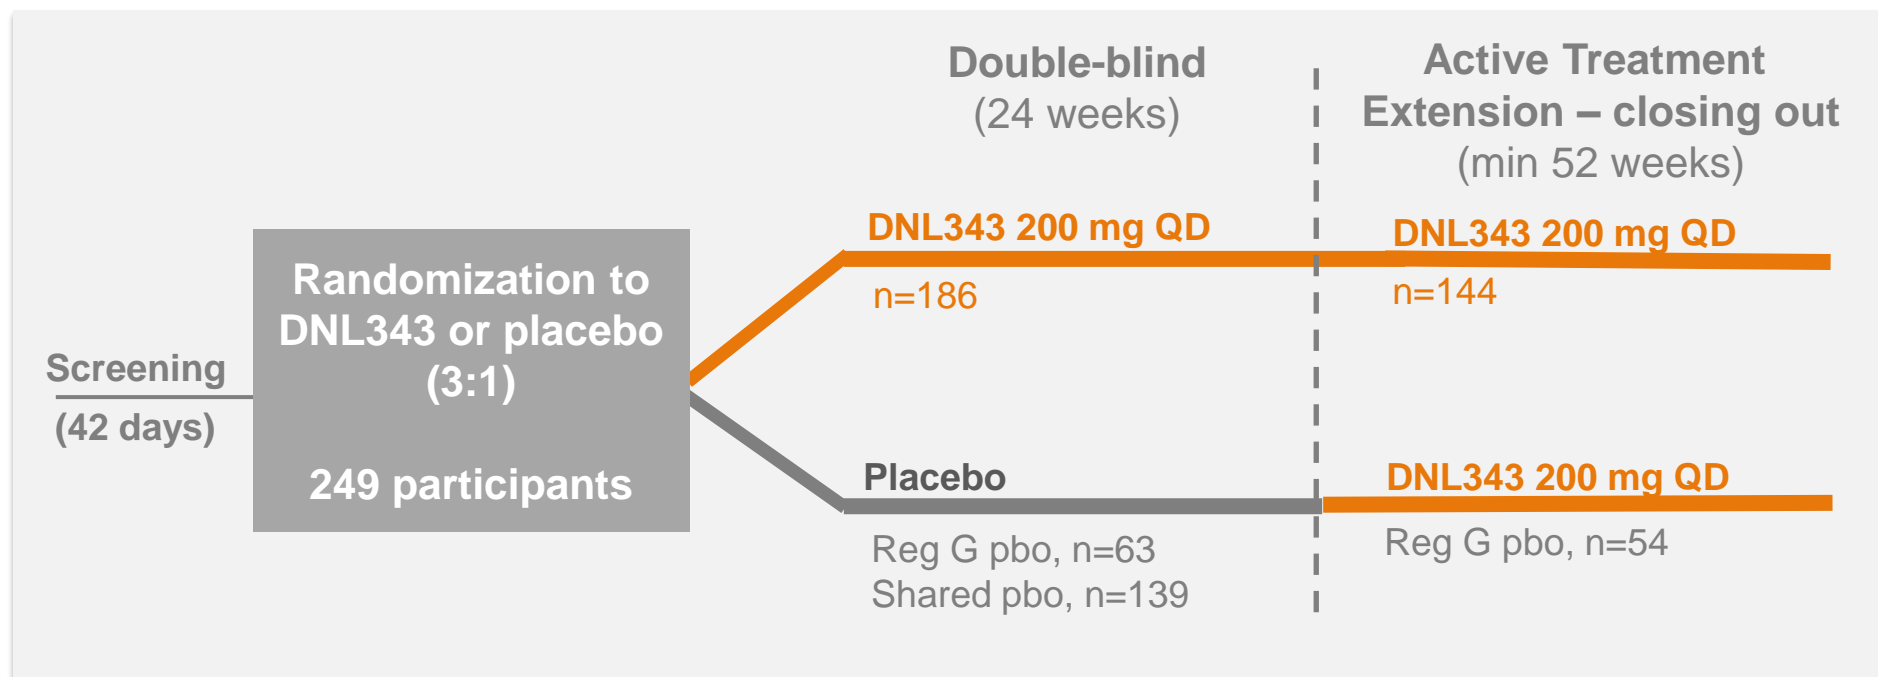 Screening
(42 days)
Randomization to
DNL343 or placebo
(3:1)
249 participants
Double-blind
(24 weeks)
DNL343 200 mg QD
n=186
Placebo
Reg G pbo, n=63
Shared pbo, n=139
Active Treatment
Extension – closing out
(min 52 weeks)
DNL343 200 mg QD
n=144
DNL343 200 mg QD
Reg G pbo, n=54